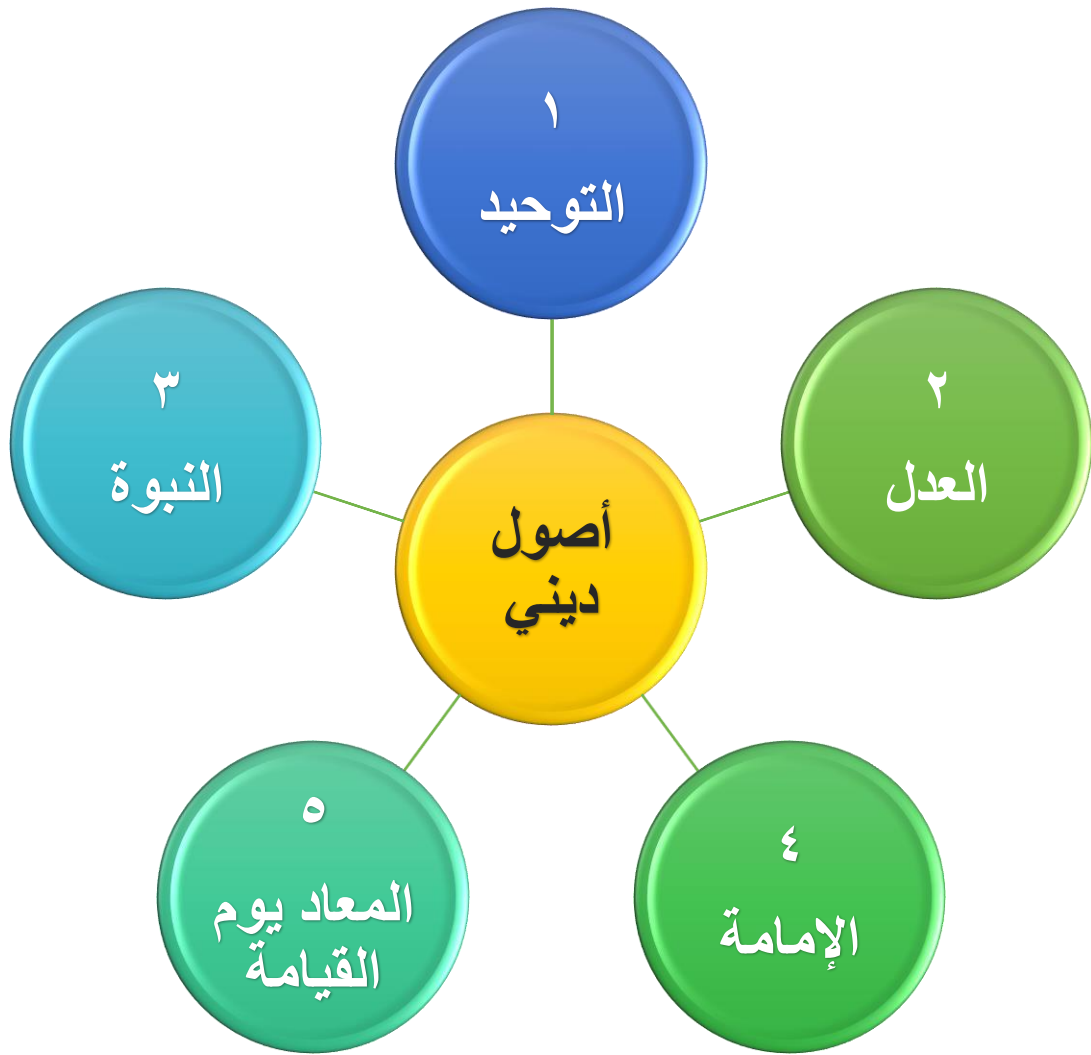 ١
التوحيد
٢
العدل
٣
النبوة
أصول
ديني
٤
الإمامة
٥
المعاد يوم
القيامة